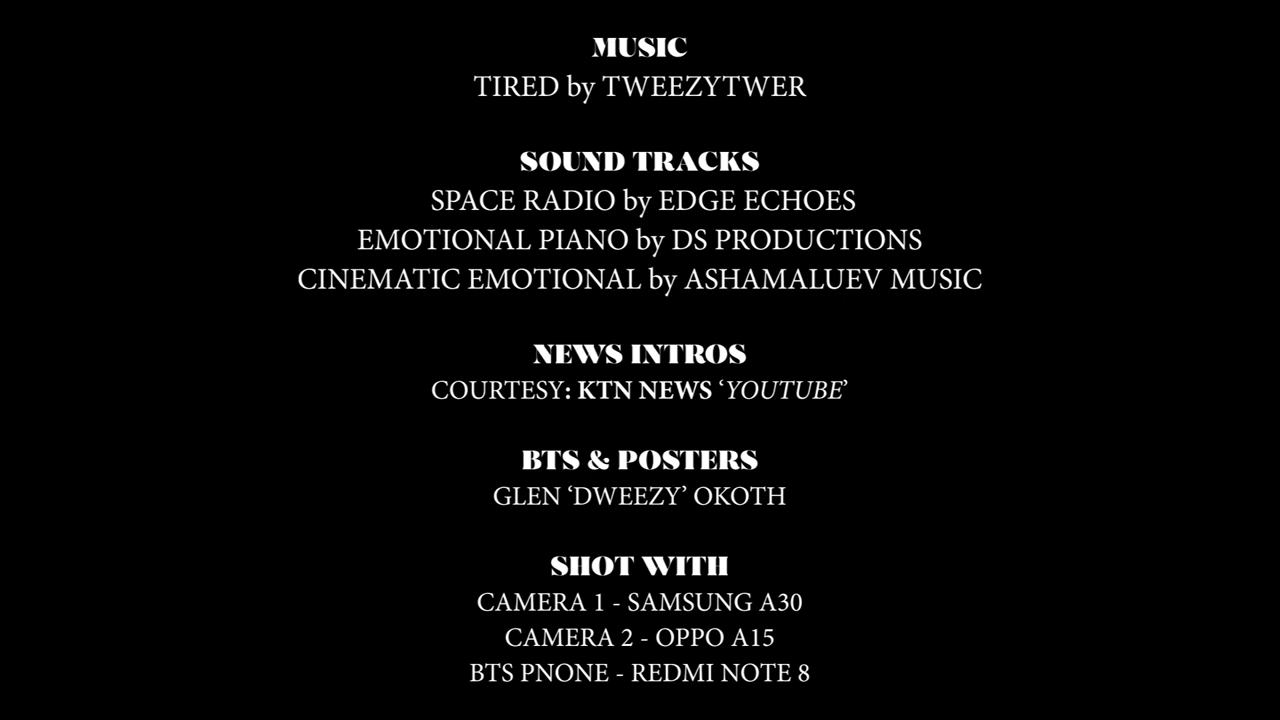 MUSIC
TIRED by TWEEZYTWER
SOUND TRACKS
SPACE RADIO by EDGE ECHOES
EMOTIONAL PIANO by DS PRODUCTIONS
CINEMATIC EMOTIONAL by ASHAMALUEV MUSIC
NEWS INTROS
COURTESY: KTN NEWS ‘YOUTUBE’
BTS & POSTERS
GLEN ‘DWEEZY’ OKOTH
SHOT WITH
CAMERA 1 - SAMSUNG A30
CAMERA 2 - OPPO A15
BTS PNONE - REDMI NOTE 8